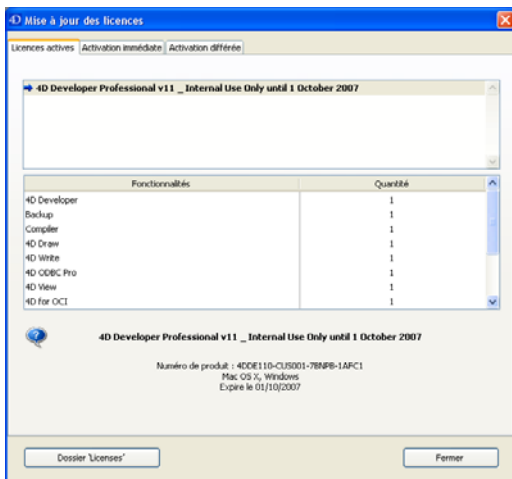 4D Mise à jour des licences
Licences actives Activation immédiate Activation différée
4D Developer Professional v11 _ Internal Use Only until 1 October 2007
Fonctionnalités Quantité
4D Developer 1
Backup 1
Compiler 1
4D Draw 1
4D Write 1
4D ODBC Pro 1
4D View 1
4D for OCI 1
4D Developer Professional v11 _ Internal Use Only until 1 October 2007
Numéro de produit : 4DDE110-CUS001-78NPB-1AFC1
Mac OS X, Windows
Expire le 01/10/2007
Dossier 'Licenses' Fermer